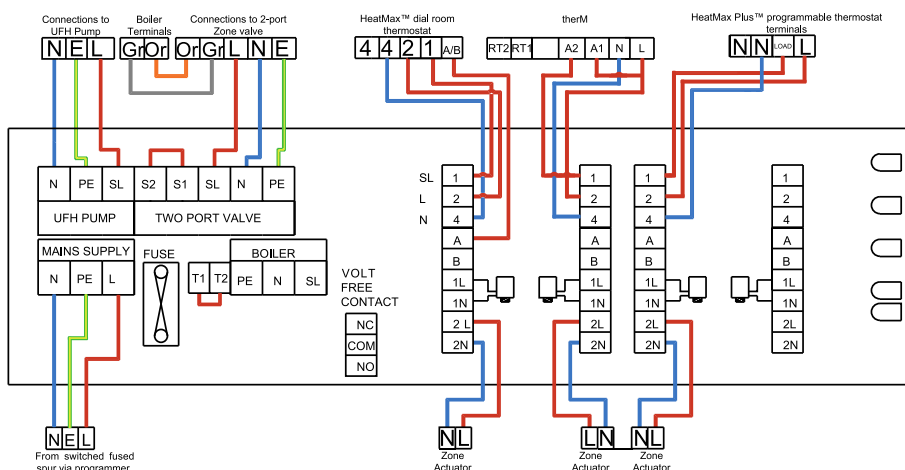 Connections to
UFH Pump
Boiler
Terminals
Connections to 2-port
Zone valve
HeatMax™ dial room
thermostat
therM
HeatMax Plus™ programmable thermostat
terminals
N E L
Gr Or
Or Gr L N E
4 4 2 1 A/B
RT2 RT1 A2 A1 N L
N N LOAD L
N PE SL S2 S1 SL N PE
UFH PUMP TWO PORT VALVE
MAINS SUPPLY
N PE L
FUSE
BOILER
T1 T2 PE N SL
VOLT
FREE
CONTACT
NC
COM
NO
SL 1
L 2
N 4
A
B
1L
1N
2 L
2N
1
2
4
A
B
1L
1N
2L
2N
1
2
4
A
B
1L
1N
2L
2N
1
2
4
A
B
1L
1N
2L
2N
N E L
From switched fused
spur via programmer
N L
Zone
Actuator
L N
Zone
Actuator
N L
Zone
Actuator